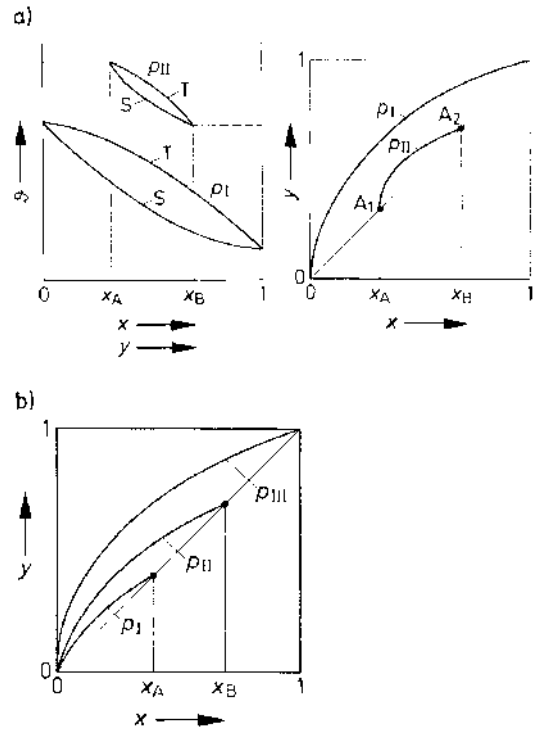 a)
p_II
T
S
ϑ
T
S
p_I
0
x_A
x_B
1
x
y
1
p_I
A_2
p_II
y
A_1
0
0
x_A
x_B
1
x
b)
1
p_III
y
p_II
p_I
0
0
x_A
x_B
1
x